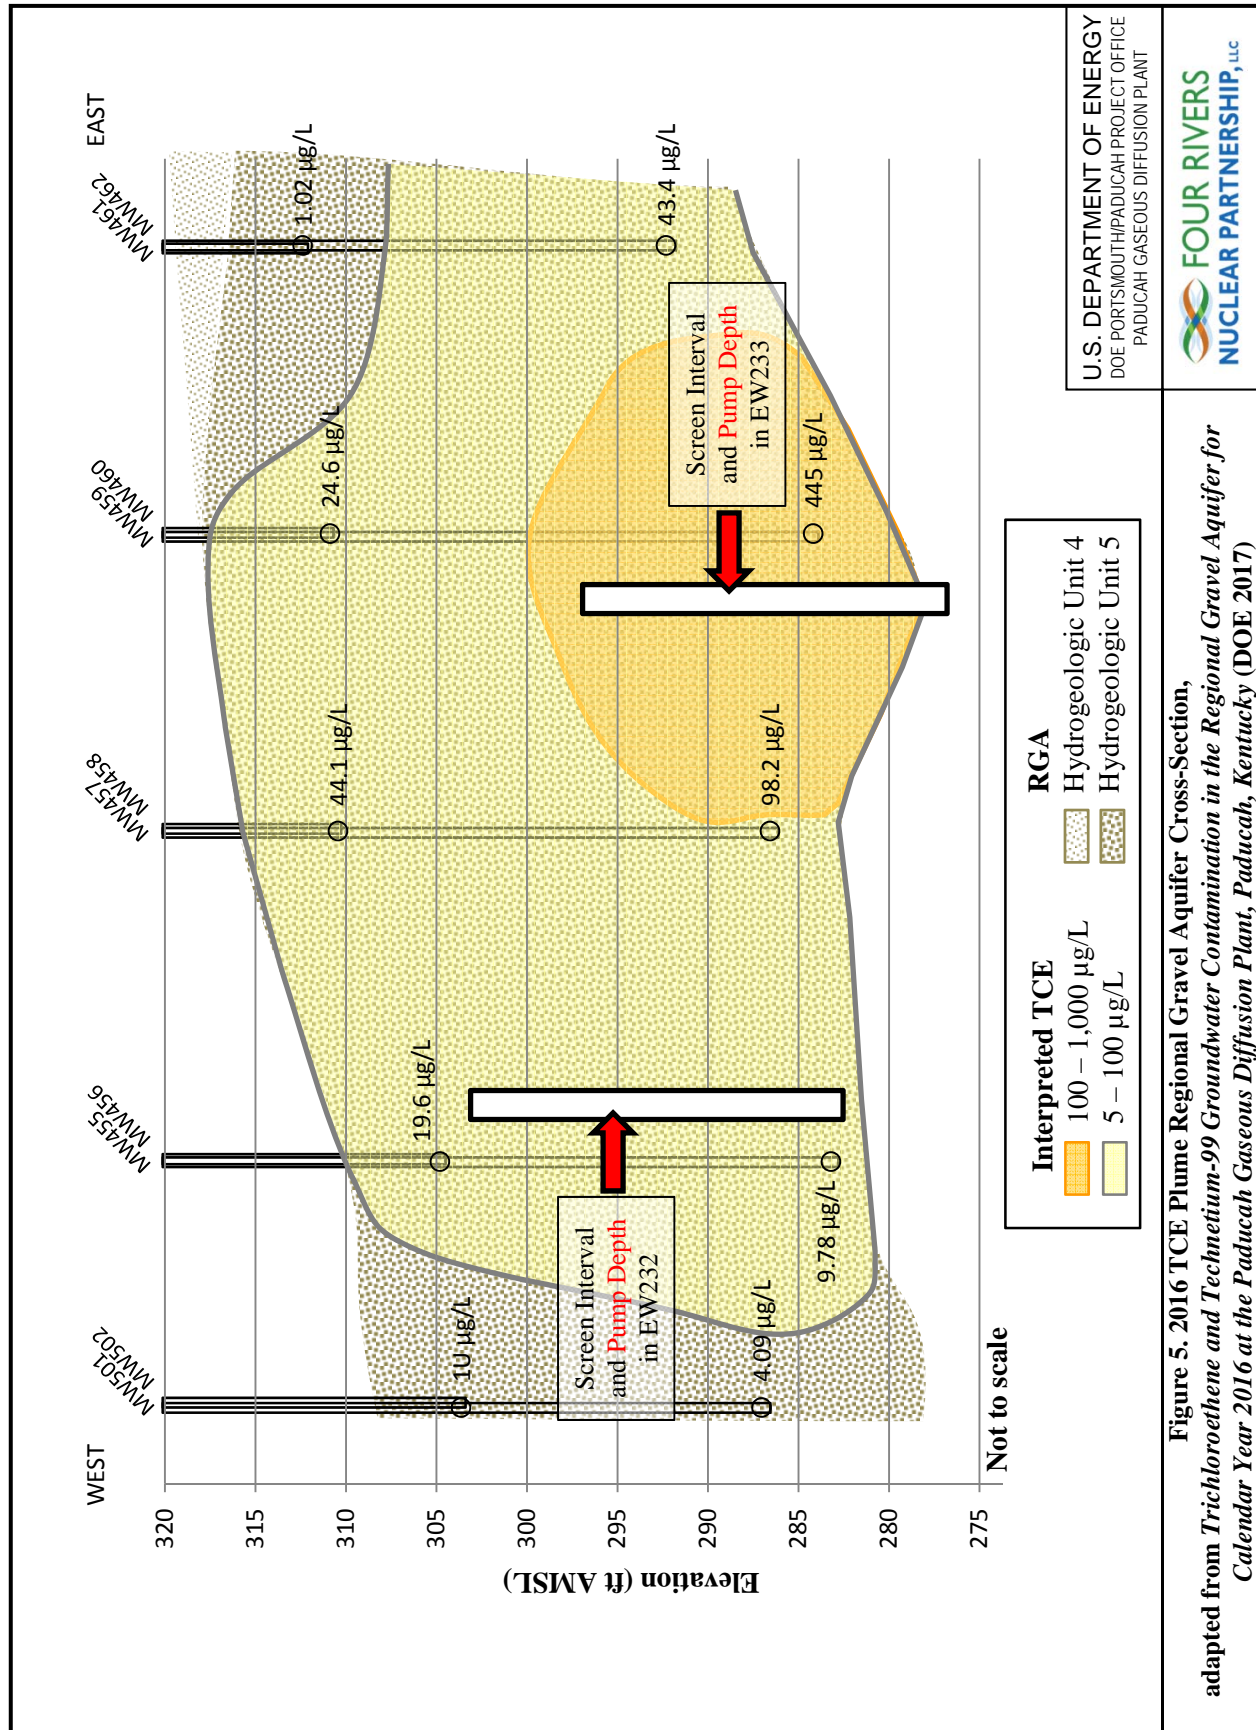 WEST
EAST
MW501
MW502
MW455
MW456
MW457
MW458
MW459
MW460
MW461
MW462
320
315
310
305
300
295
290
285
280
275
Elevation (ft AMSL)
1U µg/L
4.09 µg/L
19.6 µg/L
9.78 µg/L
44.1 µg/L
98.2 µg/L
24.6 µg/L
445 µg/L
1.02 µg/L
43.4 µg/L
Screen Interval
and Pump Depth
in EW232
Screen Interval
and Pump Depth
in EW233
Not to scale
Interpreted TCE
100 – 1,000 µg/L
5 – 100 µg/L
RGA
Hydrogeologic Unit 4
Hydrogeologic Unit 5
U.S. DEPARTMENT OF ENERGY
DOE PORTSMOUTH/PADUCAH PROJECT OFFICE
PADUCAH GASEOUS DIFFUSION PLANT
FOUR RIVERS
NUCLEAR PARTNERSHIP, LLC
Figure 5. 2016 TCE Plume Regional Gravel Aquifer Cross-Section,
adapted from Trichloroethene and Technetium-99 Groundwater Contamination in the Regional Gravel Aquifer for
Calendar Year 2016 at the Paducah Gaseous Diffusion Plant, Paducah, Kentucky (DOE 2017)